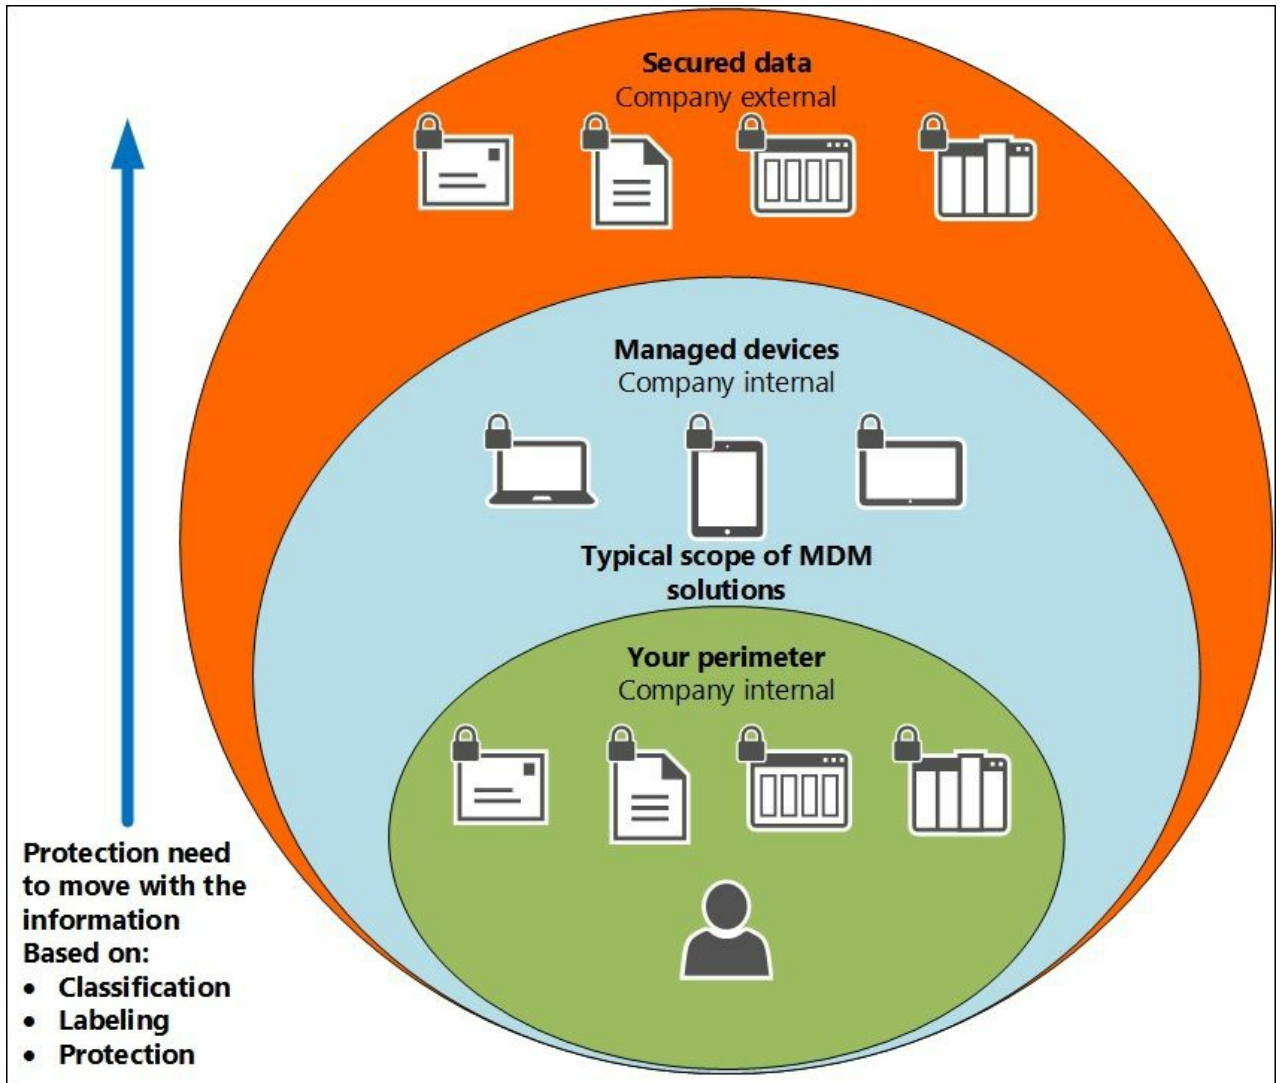 Secured data
Company external
Managed devices
Company internal
Typical scope of MDM
solutions
Your perimeter
Company internal
Protection need
to move with the
information
Based on:
• Classification
• Labeling
• Protection